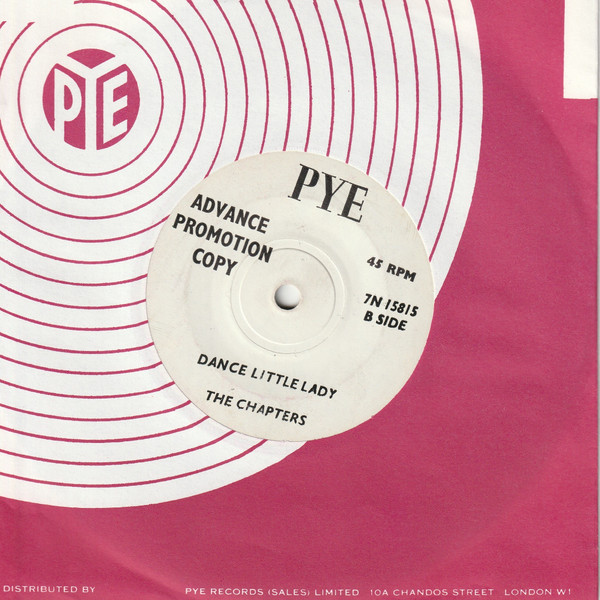 PYE
PYE
ADVANCE
PROMOTION
COPY
45 RPM
7N 15815
B SIDE
DANCE LITTLE LADY
THE CHAPTERS
DISTRIBUTED BY PYE RECORDS (SALES) LIMITED 10A CHANDOS STREET LONDON W1